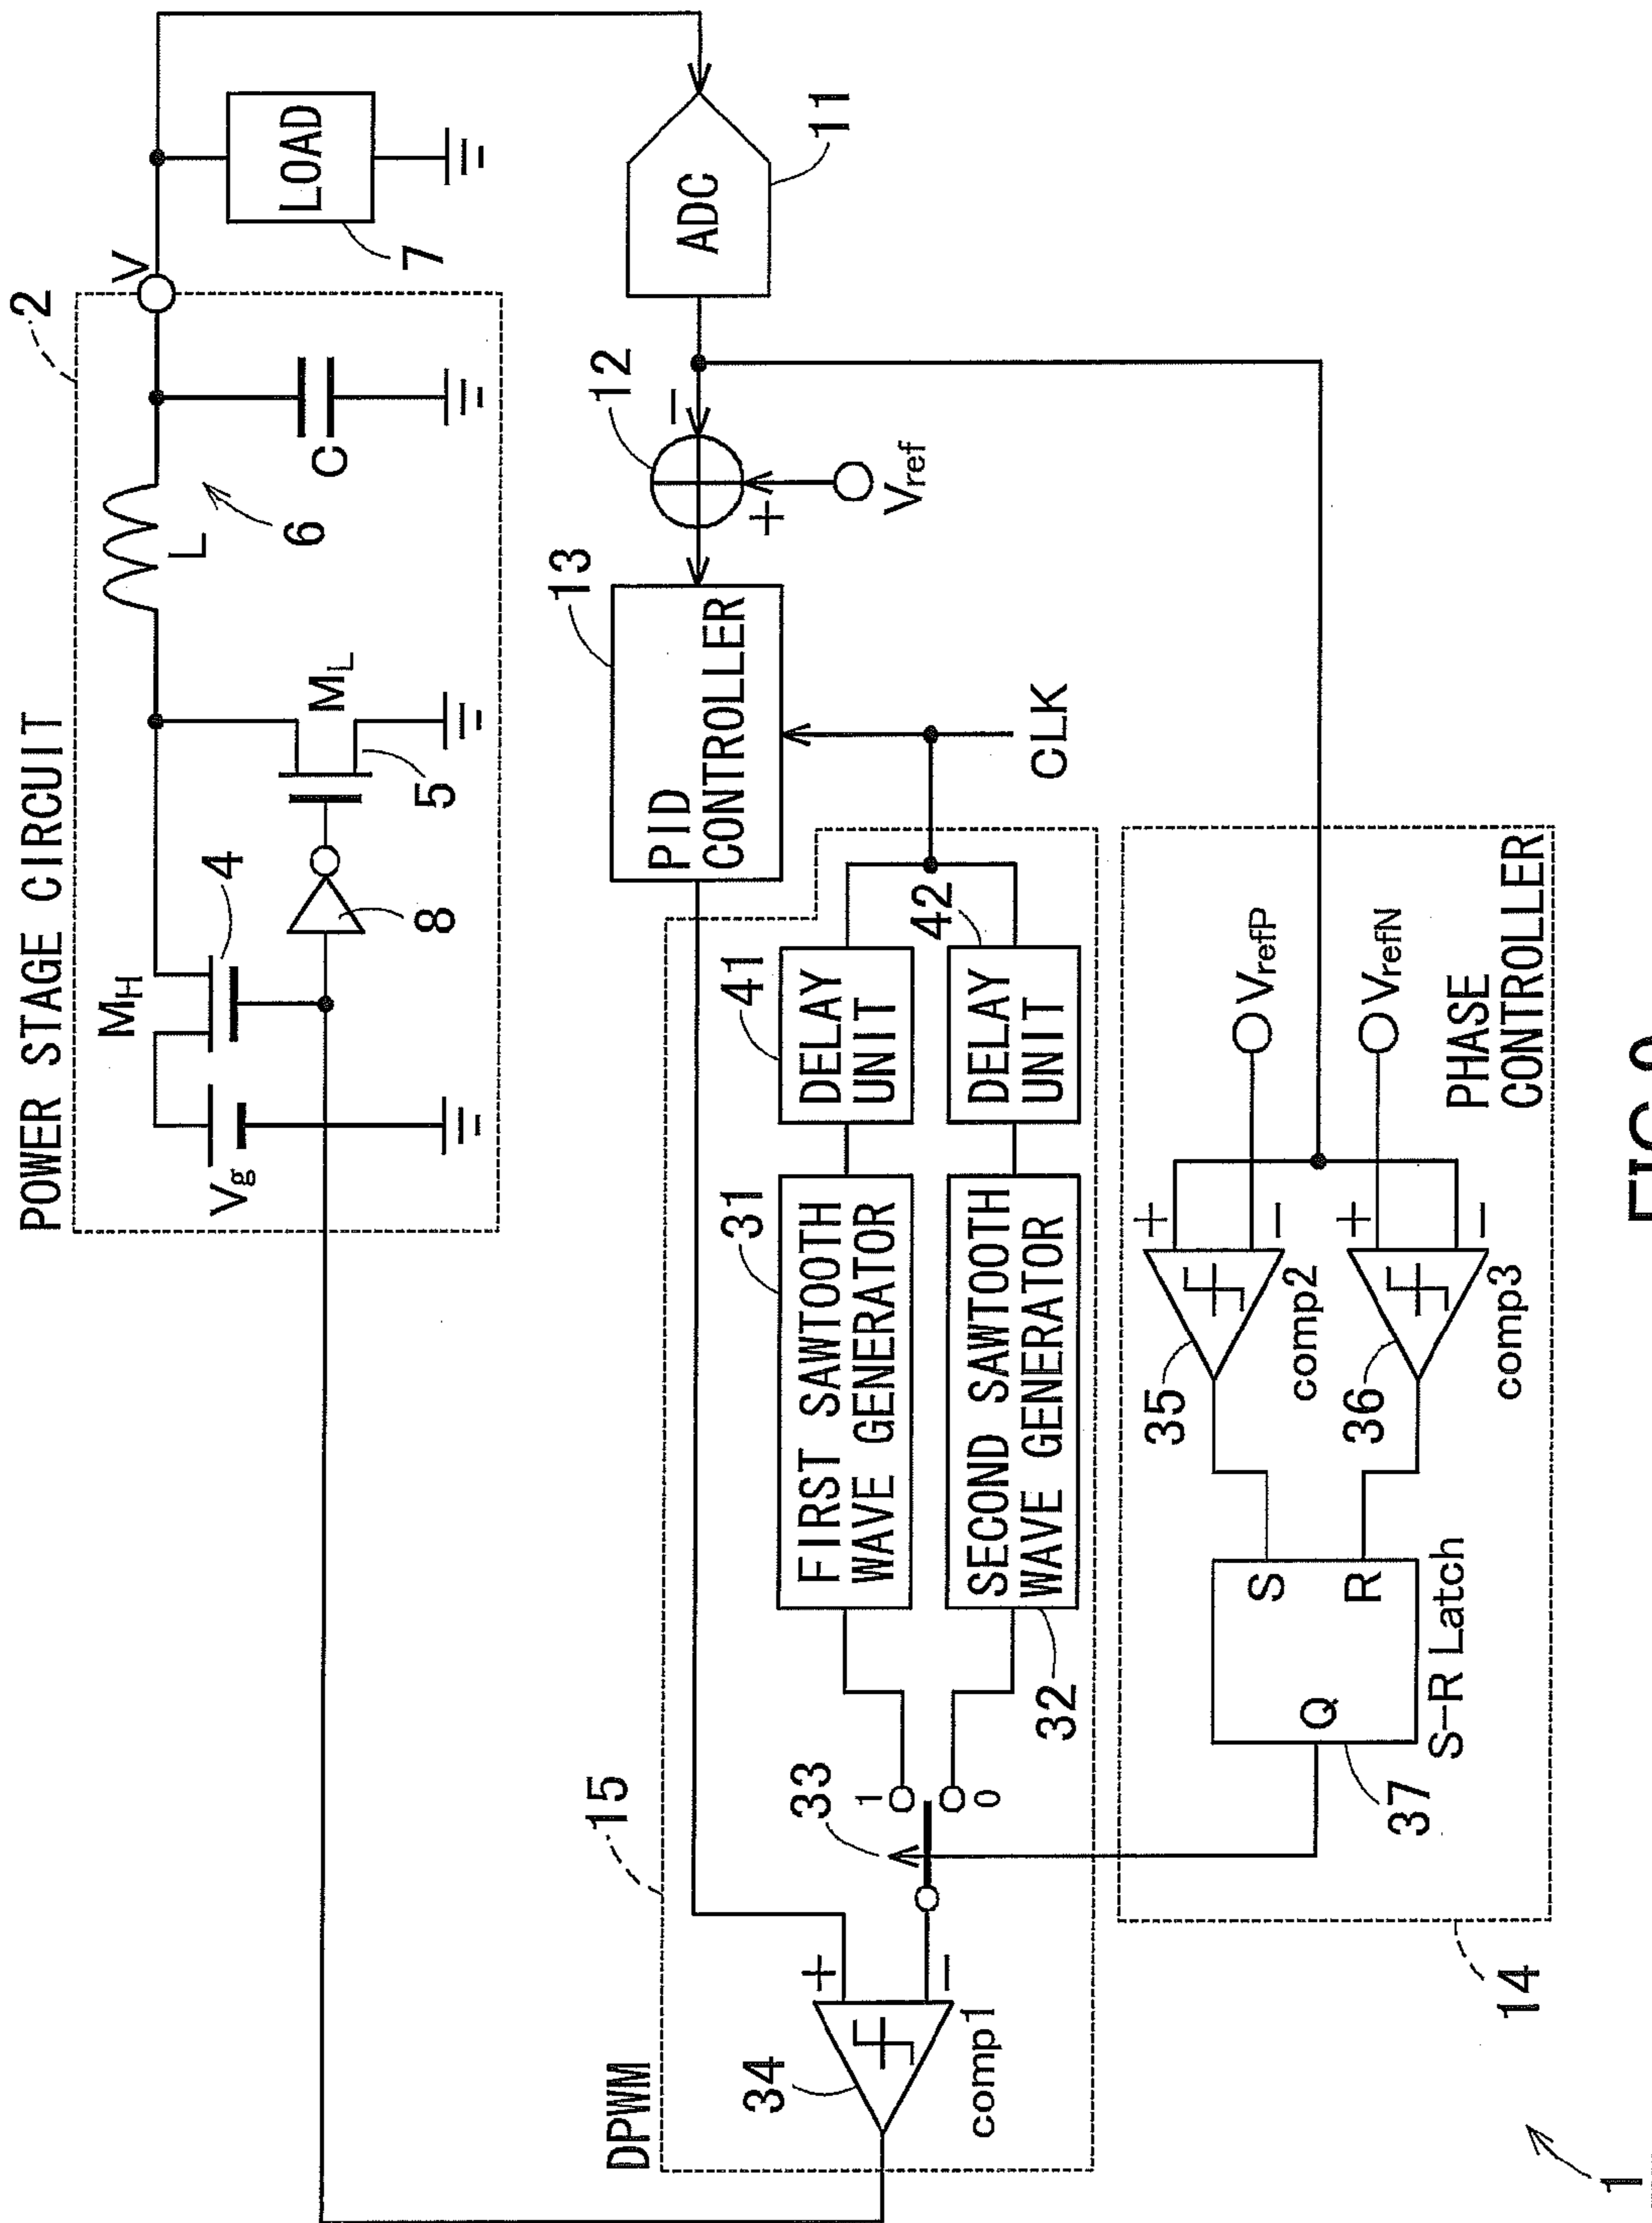 POWER STAGE CIRCUIT
2
Vg
MH
4
8
5
ML
L
6
C
V
7
LOAD
DPWM
15
34
comp1
+
−
33
1
0
FIRST SAWTOOTH
WAVE GENERATOR
31
SECOND SAWTOOTH
WAVE GENERATOR
32
DELAY
UNIT
41
DELAY
UNIT
42
PID
CONTROLLER
13
CLK
12
−
+
Vref
ADC
11
14
PHASE
CONTROLLER
Q
S
R
S-R Latch
37
35
comp2
+
−
36
comp3
+
−
VrefP
VrefN
1